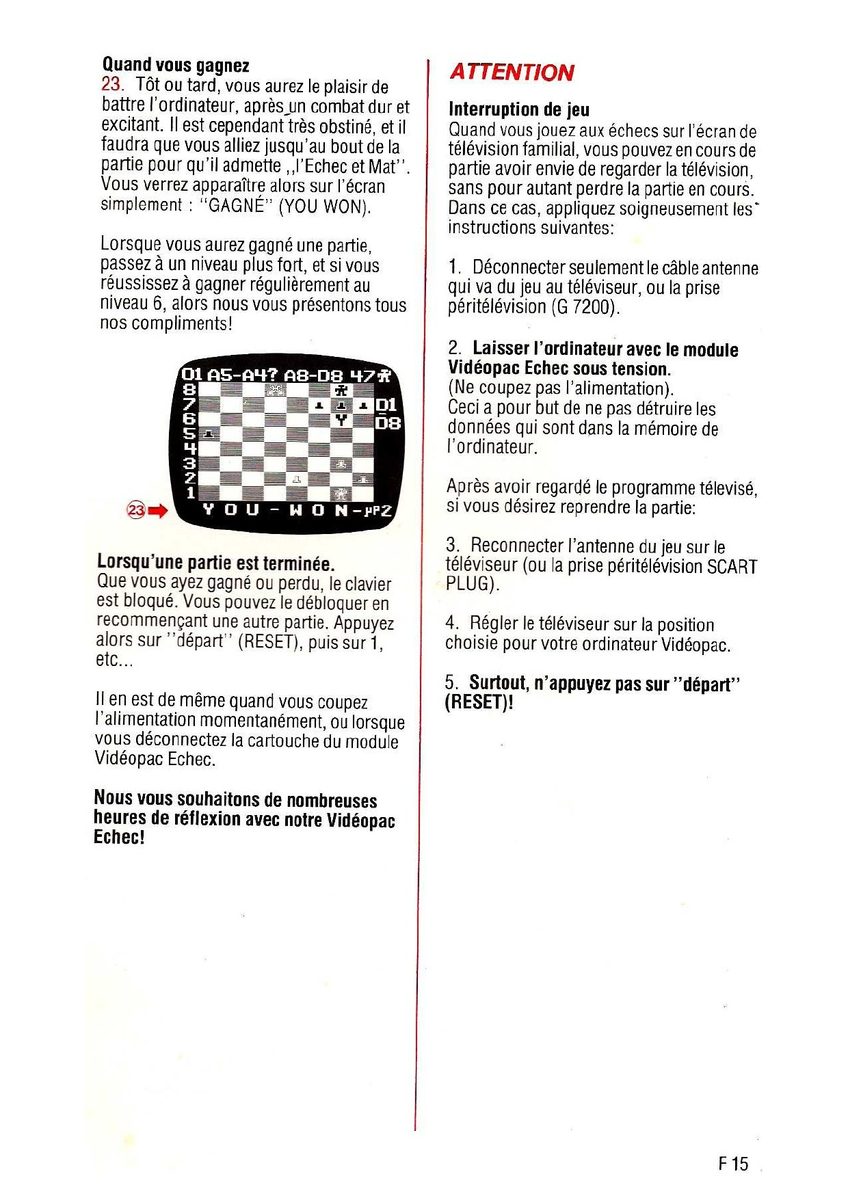 Quand vous gagnez
23. Tôt ou tard, vous aurez le plaisir de
battre l'ordinateur, après un combat dur et
excitant. Il est cependant très obstiné, et il
faudra que vous alliez jusqu'au bout de la
partie pour qu'il admette ,,l'Echec et Mat''.
Vous verrez apparaître alors sur l'écran
simplement : "GAGNÉ" (YOU WON).
Lorsque vous aurez gagné une partie,
passez à un niveau plus fort, et si vous
réussissez à gagner régulièrement au
niveau 6, alors nous vous présentons tous
nos compliments!
01 A5-A4? A8-D8 47
8
7 D1
6 D8
5
4
3
2
1
23 YOU-WON-µP2
Lorsqu'une partie est terminée.
Que vous ayez gagné ou perdu, le clavier
est bloqué. Vous pouvez le débloquer en
recommençant une autre partie. Appuyez
alors sur ''départ'' (RESET), puis sur 1,
etc...
Il en est de même quand vous coupez
l'alimentation momentanément, ou lorsque
vous déconnectez la cartouche du module
Vidéopac Echec.
Nous vous souhaitons de nombreuses
heures de réflexion avec notre Vidéopac
Echec!
ATTENTION
Interruption de jeu
Quand vous jouez aux échecs sur l'écran de
télévision familial, vous pouvez en cours de
partie avoir envie de regarder la télévision,
sans pour autant perdre la partie en cours.
Dans ce cas, appliquez soigneusement les
instructions suivantes:
1. Déconnecter seulement le câble antenne
qui va du jeu au téléviseur, ou la prise
péritélévision (G 7200).
2. Laisser l'ordinateur avec le module
Vidéopac Echec sous tension.
(Ne coupez pas l'alimentation).
Ceci a pour but de ne pas détruire les
données qui sont dans la mémoire de
l'ordinateur.
Après avoir regardé le programme télevisé,
si vous désirez reprendre la partie:
3. Reconnecter l'antenne du jeu sur le
téléviseur (ou la prise péritélévision SCART
PLUG).
4. Régler le téléviseur sur la position
choisie pour votre ordinateur Vidéopac.
5. Surtout, n'appuyez pas sur ''départ''
(RESET)!
F 15